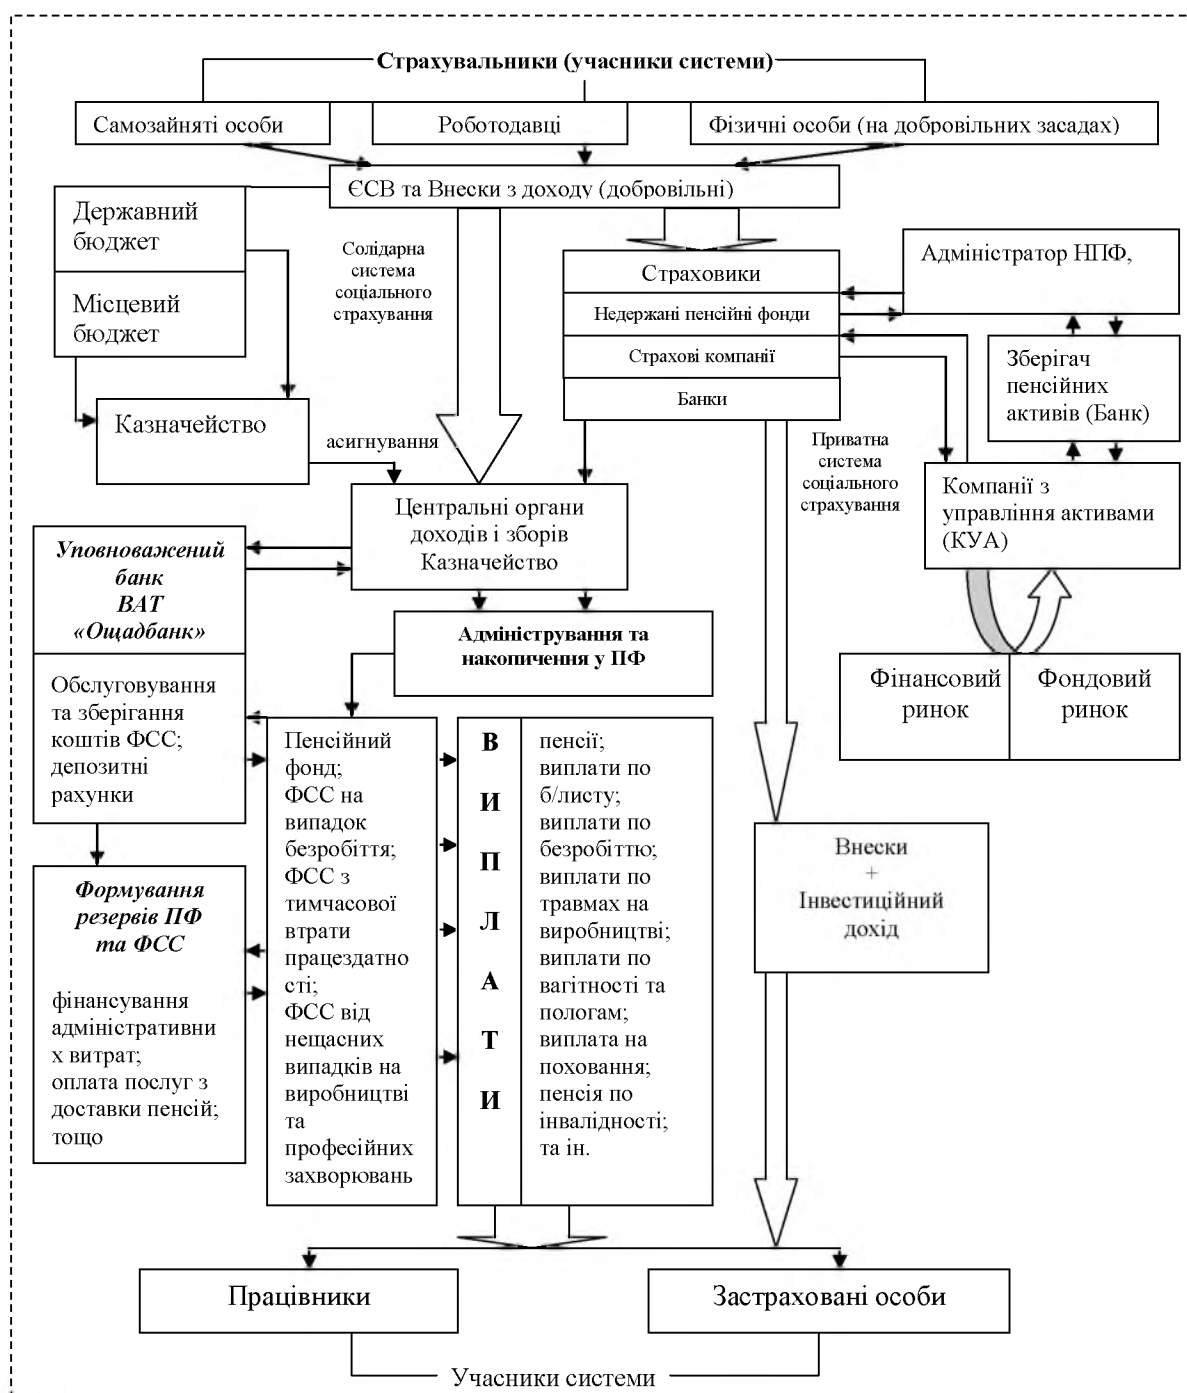 Страхувальники (учасники системи)
Самозайняті особи
Роботодавці
Фізичні особи (на добровільних засадах)
ЄСВ та Внески з доходу (добровільні)
Державний
бюджет
Місцевий
бюджет
Солідарна
система
соціального
страхування
Страховики
Недержані пенсійні фонди
Страхові компанії
Банки
Адміністратор НПФ,
Зберігач
пенсійних
активів (Банк)
Казначейство
асигнування
Приватна
система
соціального
страхування
Компанії з
управління активами
(КУА)
Центральні органи
доходів і зборів
Казначейство
Уповноважений
банк
ВАТ
«Ощадбанк»
Адміністрування та
накопичення у ПФ
Фінансовий
ринок
Фондовий
ринок
Обслуговування
та зберігання
коштів ФСС;
депозитні
рахунки
Пенсійний
фонд;
ФСС на
випадок
безробіття;
ФСС з
тимчасової
втрати
працездатно
сті;
ФСС від
нещасних
випадків на
виробництві
та
професійних
захворювань
В
И
П
Л
А
Т
И
пенсії;
виплати по
б/листу;
виплати по
безробіттю;
виплати по
травмах на
виробництві;
виплати по
вагітності та
пологам;
виплата на
поховання;
пенсія по
інвалідності;
та ін.
Внески
+
Інвестиційний
дохід
Формування
резервів ПФ
та ФСС
фінансування
адміністративни
х витрат;
оплата послуг з
доставки пенсій;
тощо
Працівники
Застраховані особи
Учасники системи